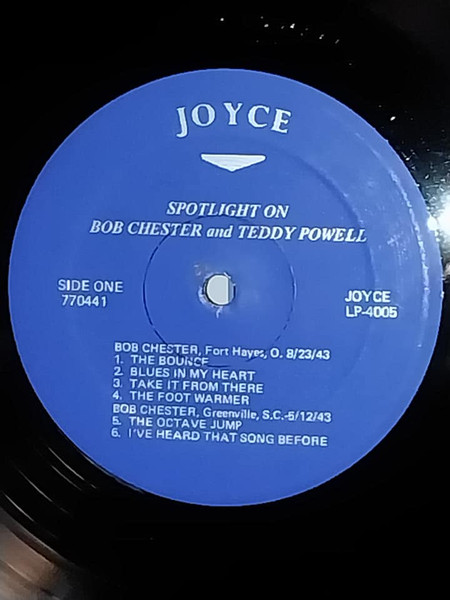 JOYCE
SPOTLIGHT ON
BOB CHESTER and TEDDY POWELL
SIDE ONE
770441
JOYCE
LP-4005
BOB CHESTER, Fort Hayes, O. 8/23/43
1. THE BOUNCE
2. BLUES IN MY HEART
3. TAKE IT FROM THERE
4. THE FOOT WARMER
BOB CHESTER, Greenville, S.C.-5/12/43
5. THE OCTAVE JUMP
6. I'VE HEARD THAT SONG BEFORE